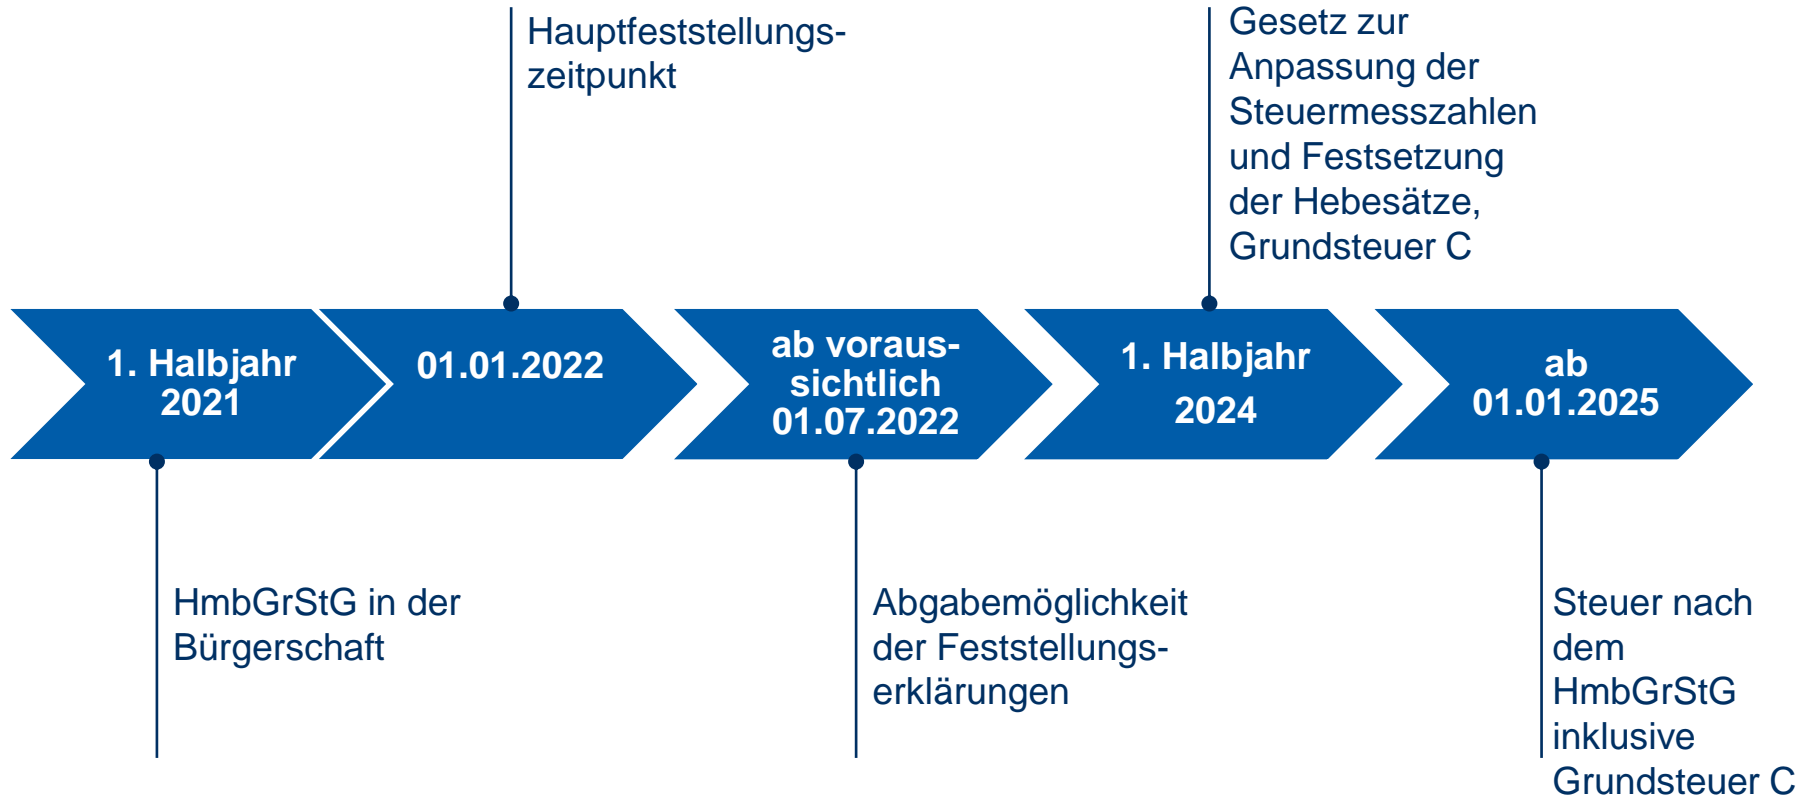 Hauptfeststellungs-
zeitpunkt
Gesetz zur
Anpassung der
Steuermesszahlen
und Festsetzung
der Hebesätze,
Grundsteuer C
1. Halbjahr
2021
01.01.2022
ab voraus-
sichtlich
01.07.2022
1. Halbjahr
2024
ab
01.01.2025
HmbGrStG in der
Bürgerschaft
Abgabemöglichkeit
der Feststellungs-
erklärungen
Steuer nach
dem
HmbGrStG
inklusive
Grundsteuer C